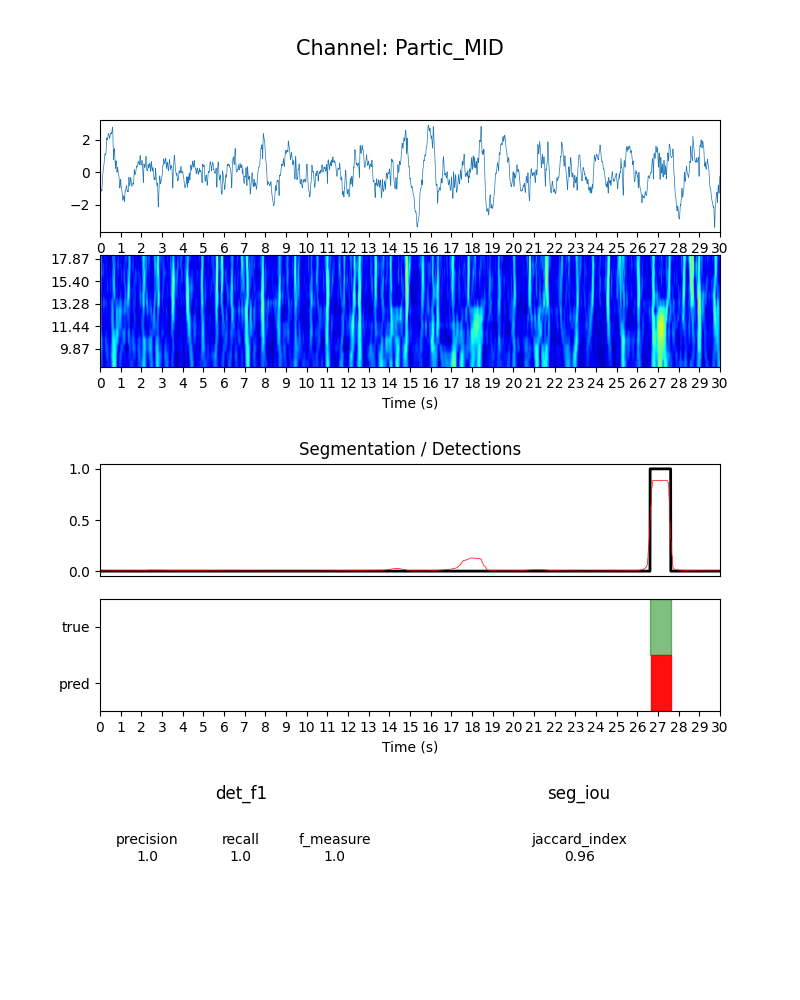 Channel: Partic_MID
2
0
−2
0 1 2 3 4 5 6 7 8 9 10 11 12 13 14 15 16 17 18 19 20 21 22 23 24 25 26 27 28 29 30
17.87
15.40
13.28
11.44
9.87
0 1 2 3 4 5 6 7 8 9 10 11 12 13 14 15 16 17 18 19 20 21 22 23 24 25 26 27 28 29 30
Time (s)
Segmentation / Detections
1.0
0.5
0.0
true
pred
0 1 2 3 4 5 6 7 8 9 10 11 12 13 14 15 16 17 18 19 20 21 22 23 24 25 26 27 28 29 30
Time (s)
det_f1 seg_iou
precision recall f_measure jaccard_index
1.0 1.0 1.0 0.96